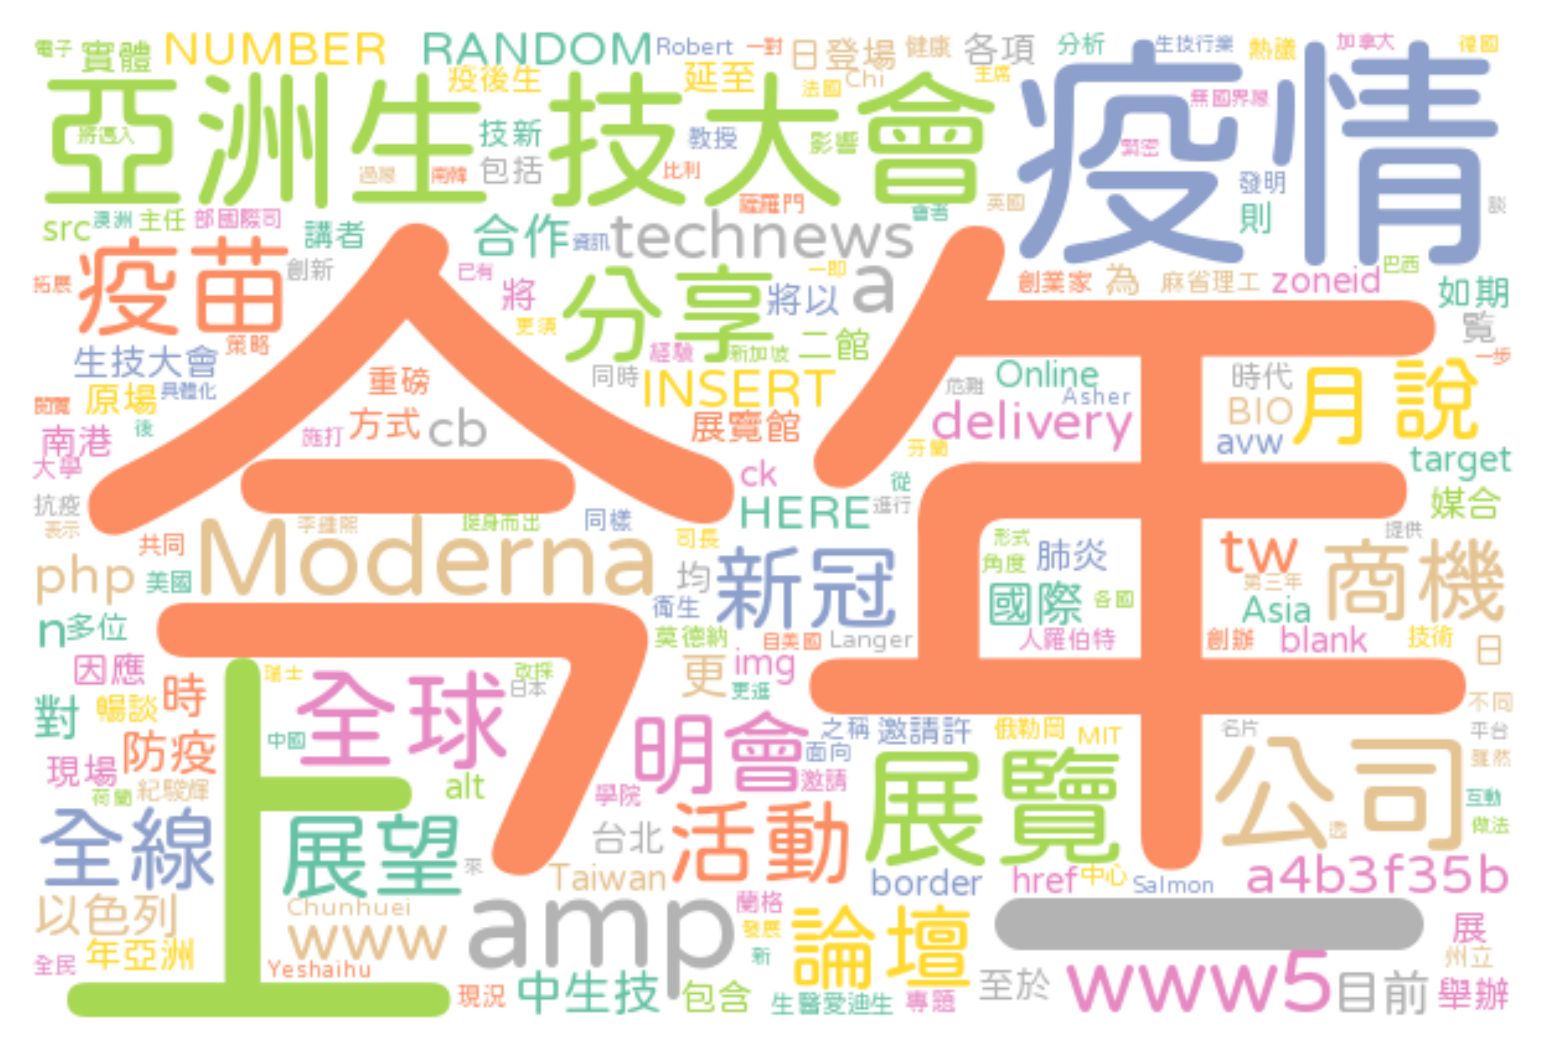 電子 實體 NUMBER RANDOM Robert 一對 日登場 健康 各項 分析 生技行業 熱議 加拿大 德國
疫後生 延至 法國 Chi 主席
亞洲生技大會 疫情
將邁入 技新 教授 影響 無國界線 緊密
過渡 南韓 包括 比利 發明
src 澳洲 主任 部國際司 講者 合作 資訊 technews 薩羅門 會者 英國 則 談
疫苗 創新 已有 將 分享 一即 將以 a 創業家 為 麻省理工 zoneid 巴西 如期
拓展 策略 更須 經驗 新加坡 二館 覽
生技大會 重磅 同時 INSERT 危難 Online 時代 月 說 一步
閱覽 原場 具體化 Asher
南港 後 施打 方式 cb 展覽館 delivery BIO avw
大學 ck 芬蘭 target
今年
抗疫 李鍾熙 挺身而出 同樣 HERE 從 進行 媒合
表示 共同 Moderna 司長 新冠 形式 肺炎 tw 提供 商機
php 美國 均 角度 第三年
n 多位 衛生 莫德納 目美國 Langer 國際 各國 Asia
因應 瑞士 改採 更 img 人羅伯特 創辦 blank 技術 日
對 暢談 時 全球 日本 更進 不同
現場 防疫 中國 明會 之稱 邀請許 俄勒岡 MIT 名片 平台
荷蘭 紀駿輝 alt 學院 面向 邀請 展覽 公司 雖然
全線 上 展望 台北 活動 透 互動
來 做法
以色列 Chunhuei Taiwan border href 中心 Salmon a4b3f35b
年亞洲 www amp 蘭格 論壇 _ 展
全民 Yeshaihu 發展 新 州立
現況 中生技 包含 生醫愛迪生 專題 至於 www5 目前 舉辦